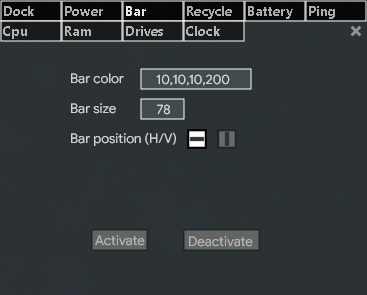 Dock Power Bar Recycle Battery Ping
Cpu Ram Drives Clock
Bar color 10,10,10,200
Bar size 78
Bar position (H/V)
Activate Deactivate